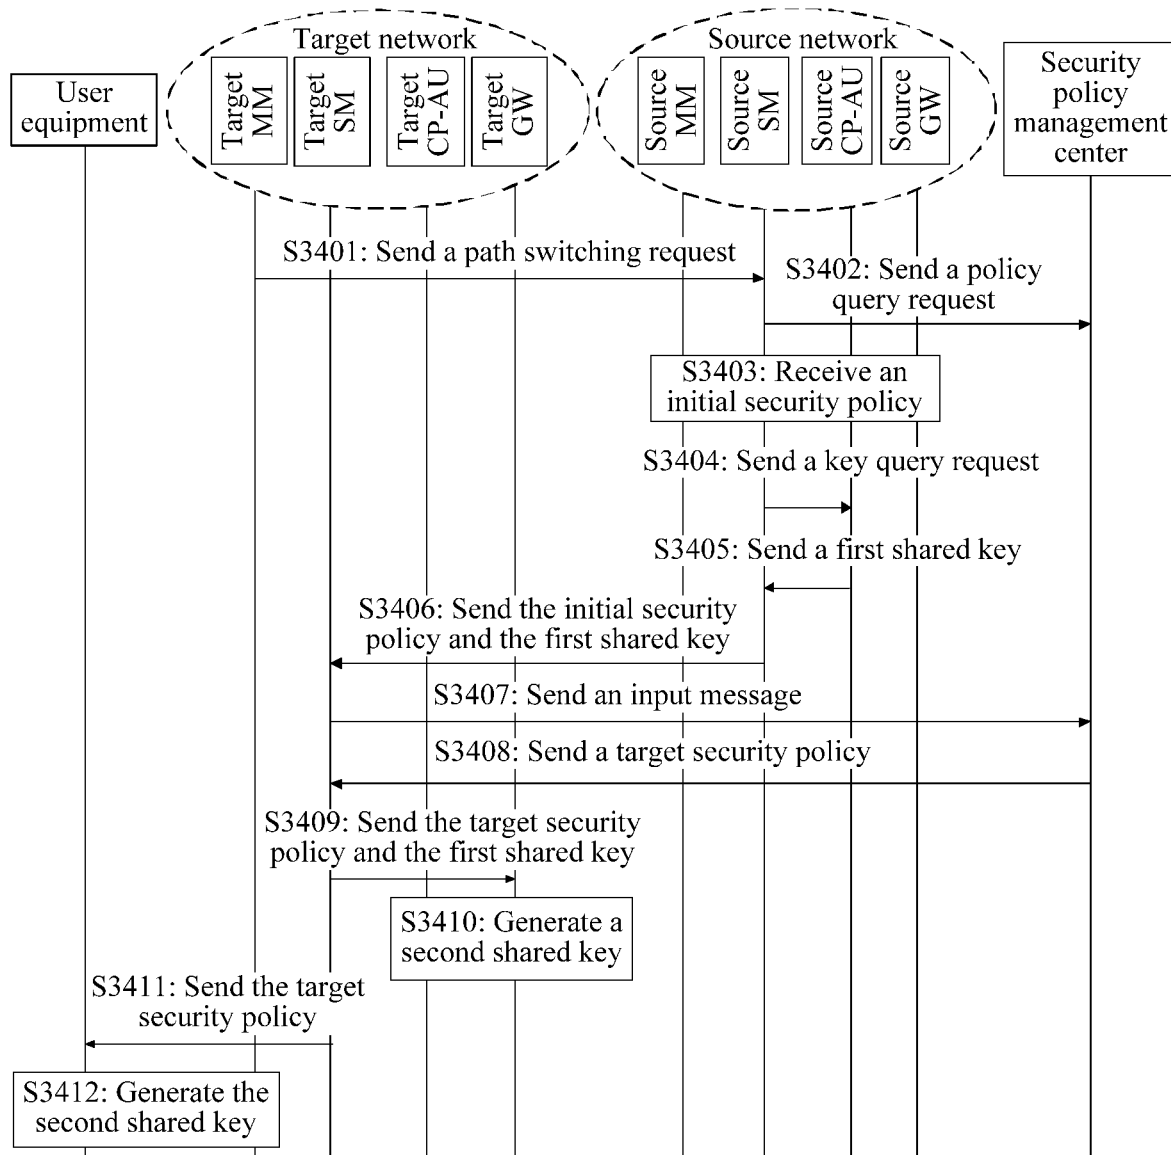 Target network
Source network
User
equipment
Target
MM
Target
SM
Target
CP-AU
Target
GW
Source
MM
Source
SM
Source
CP-AU
Source
GW
Security
policy
management
center
S3401: Send a path switching request
S3402: Send a policy
query request
S3403: Receive an
initial security policy
S3404: Send a key query request
S3405: Send a first shared key
S3406: Send the initial security
policy and the first shared key
S3407: Send an input message
S3408: Send a target security policy
S3409: Send the target security
policy and the first shared key
S3410: Generate a
second shared key
S3411: Send the target
security policy
S3412: Generate the
second shared key